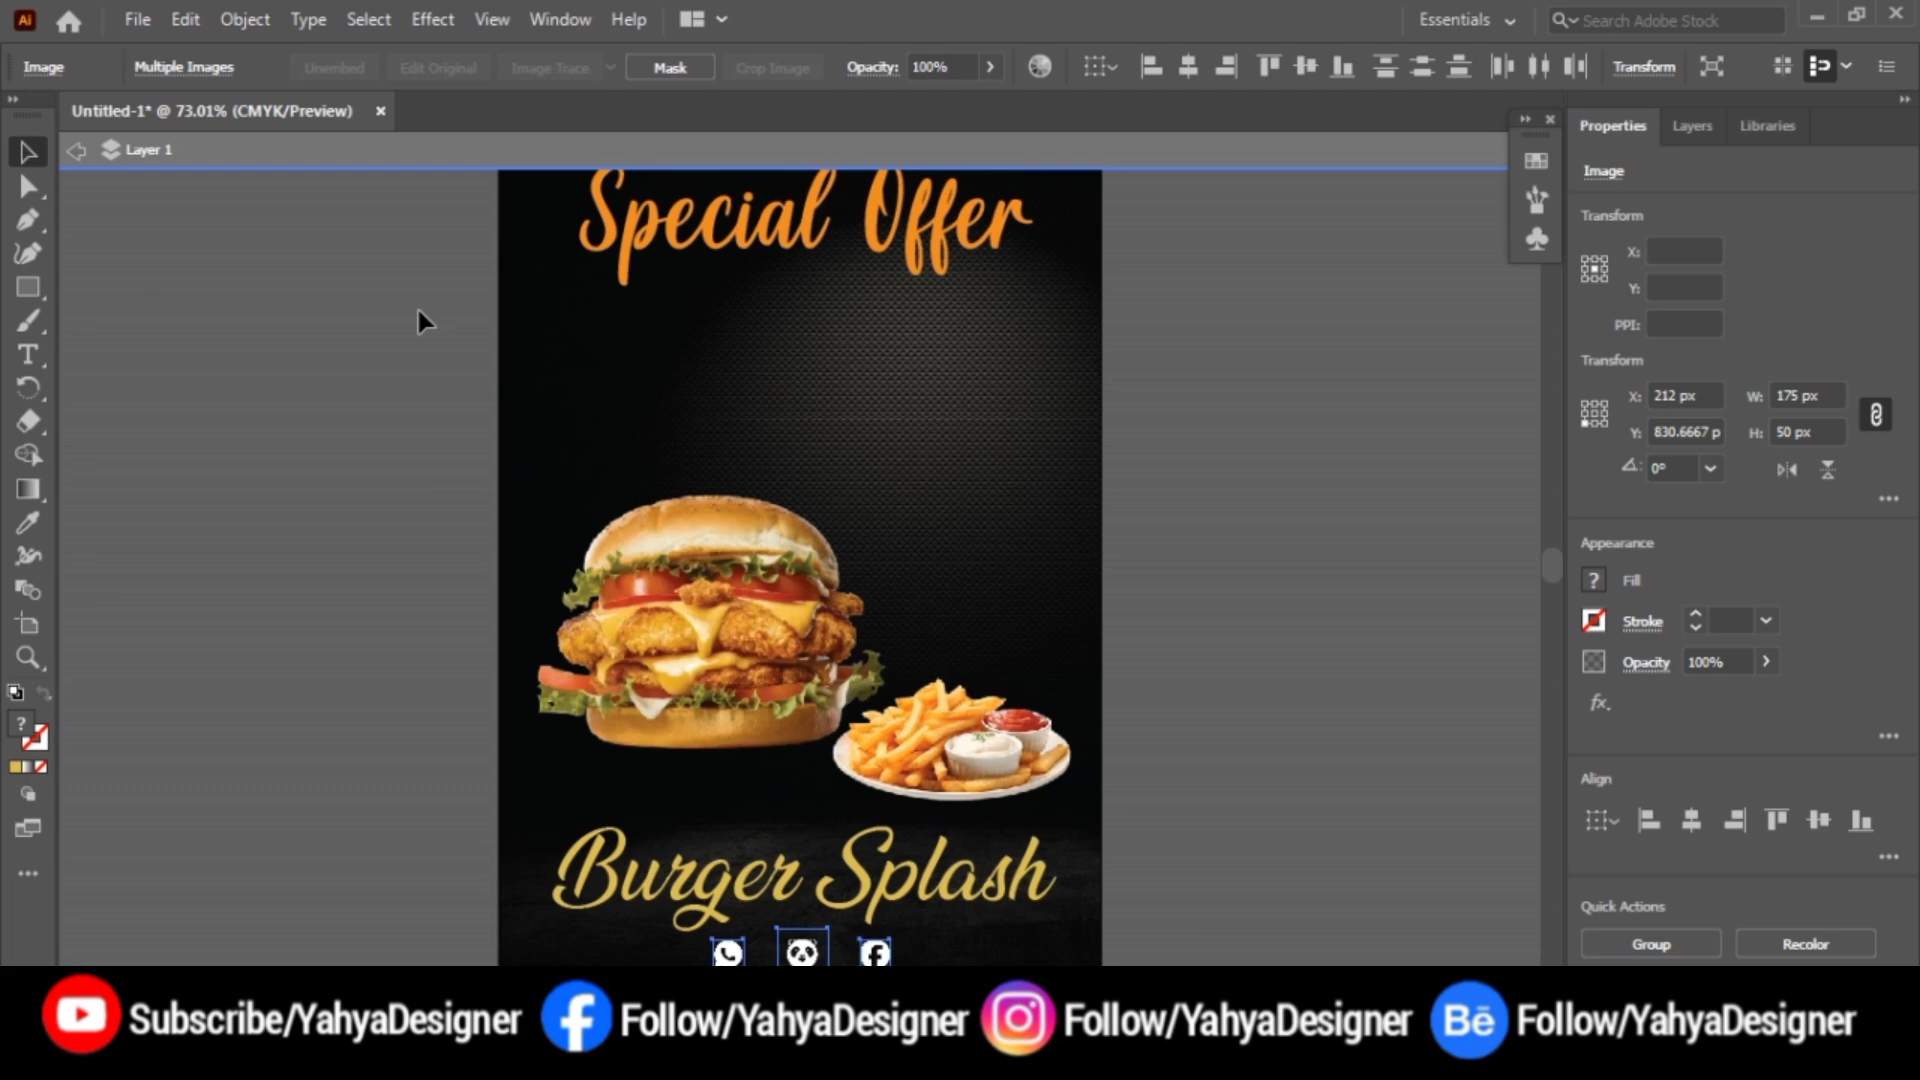 Ai File Edit Object Type Select Effect View Window Help Essentials Search Adobe Stock
Image Multiple Images Unembed Edit Original Image Trace Mask Crop Image Opacity: 100% Transform
Untitled-1* @ 73.01% (CMYK/Preview)
Properties Layers Libraries
Layer 1
Image
Special Offer
Transform
X:
Y:
PPI:
Transform
X: 212 px W: 175 px
Y: 830.6667 p H: 50 px
0°
Appearance
? Fill
Stroke
Opacity 100%
fx.
Align
Burger Splash
Quick Actions
Group Recolor
Subscribe/YahyaDesigner Follow/YahyaDesigner Follow/YahyaDesigner Bē Follow/YahyaDesigner